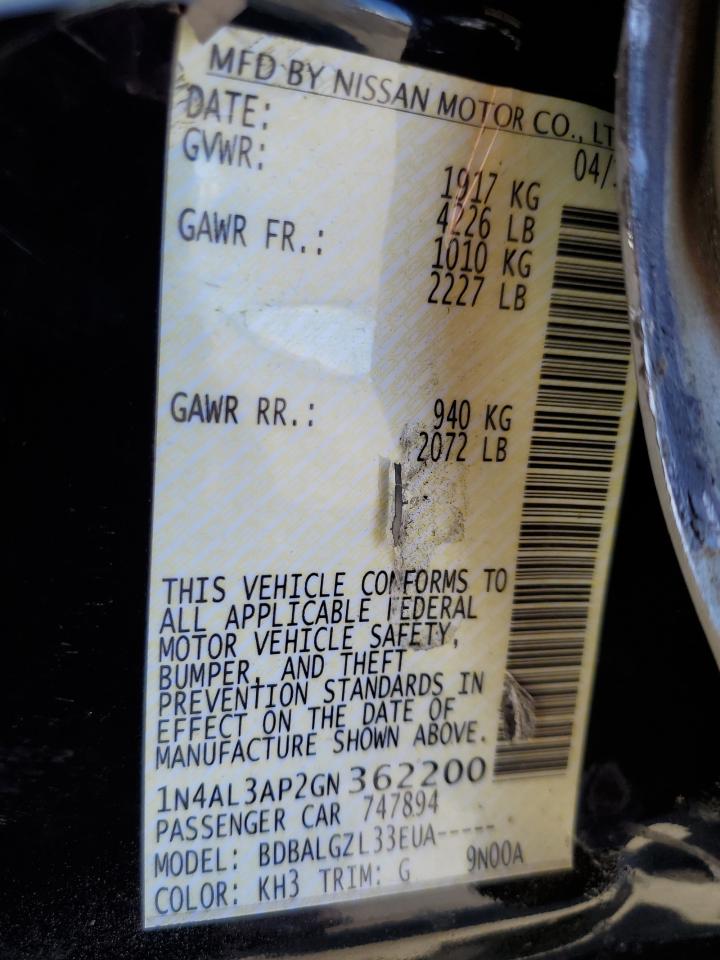 MFD BY NISSAN MOTOR CO., LT
DATE: 04/
GVWR: 1917 KG
4226 LB
GAWR FR.: 1010 KG
2227 LB
GAWR RR.: 940 KG
2072 LB
THIS VEHICLE CONFORMS TO
ALL APPLICABLE FEDERAL
MOTOR VEHICLE SAFETY,
BUMPER, AND THEFT
PREVENTION STANDARDS IN
EFFECT ON THE DATE OF
MANUFACTURE SHOWN ABOVE.
1N4AL3AP2GN 362200
PASSENGER CAR 747894
MODEL: BDBALGZL33EUA-----
COLOR: KH3 TRIM: G 9N00A